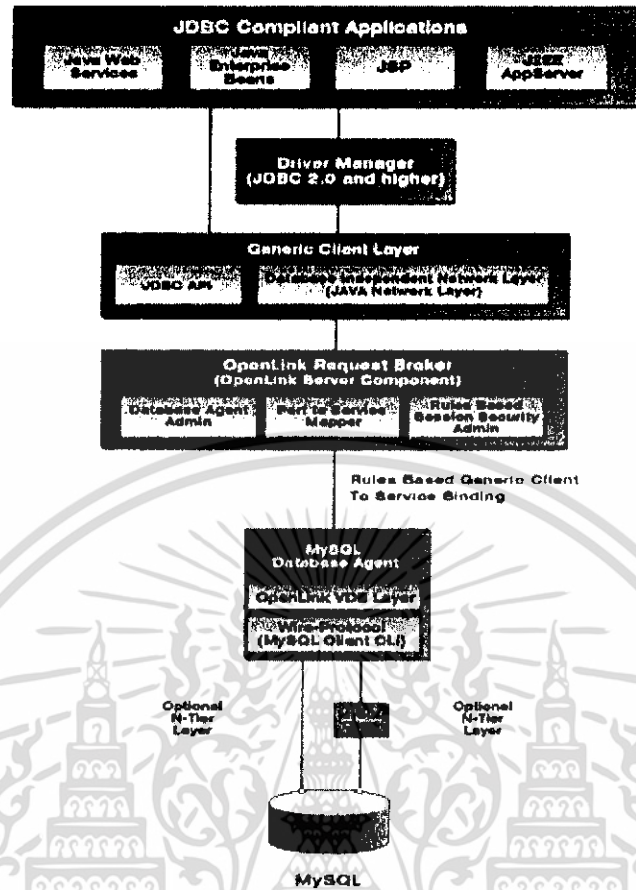 JDBC Compliant Applications
Java Web
Services
Java
Enterprise
Beans
JSP
J2EE
AppServer
Driver Manager
(JDBC 2.0 and higher)
Generic Client Layer
JDBC API
Database Independent Network Layer
(JAVA Network Layer)
OpenLink Request Broker
(OpenLink Server Component)
Database Agent
Admin
Port to Service
Mapper
Rules Based
Session Security
Admin
Rules Based Generic Client
To Service Binding
MySQL
Database Agent
OpenLink VDB Layer
Wire-Protocol
(MySQL Client CLI)
Optional
N-Tier
Layer
Optional
N-Tier
Layer
MySQL